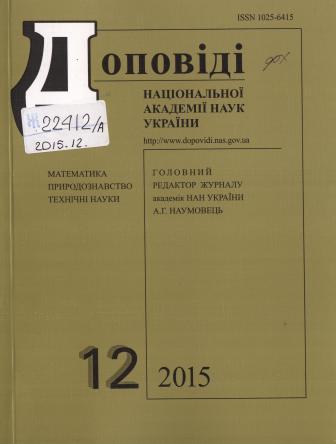 ISSN 1025-6415
Доповіді
НАЦІОНАЛЬНОЇ
АКАДЕМІЇ НАУК
УКРАЇНИ
http://www.dopovidi.nas.gov.ua
Ж
22412/А
2015.12.
МАТЕМАТИКА
ПРИРОДОЗНАВСТВО
ТЕХНІЧНІ НАУКИ
ГОЛОВНИЙ
РЕДАКТОР ЖУРНАЛУ
академік НАН УКРАЇНИ
А.Г. НАУМОВЕЦЬ
12 2015